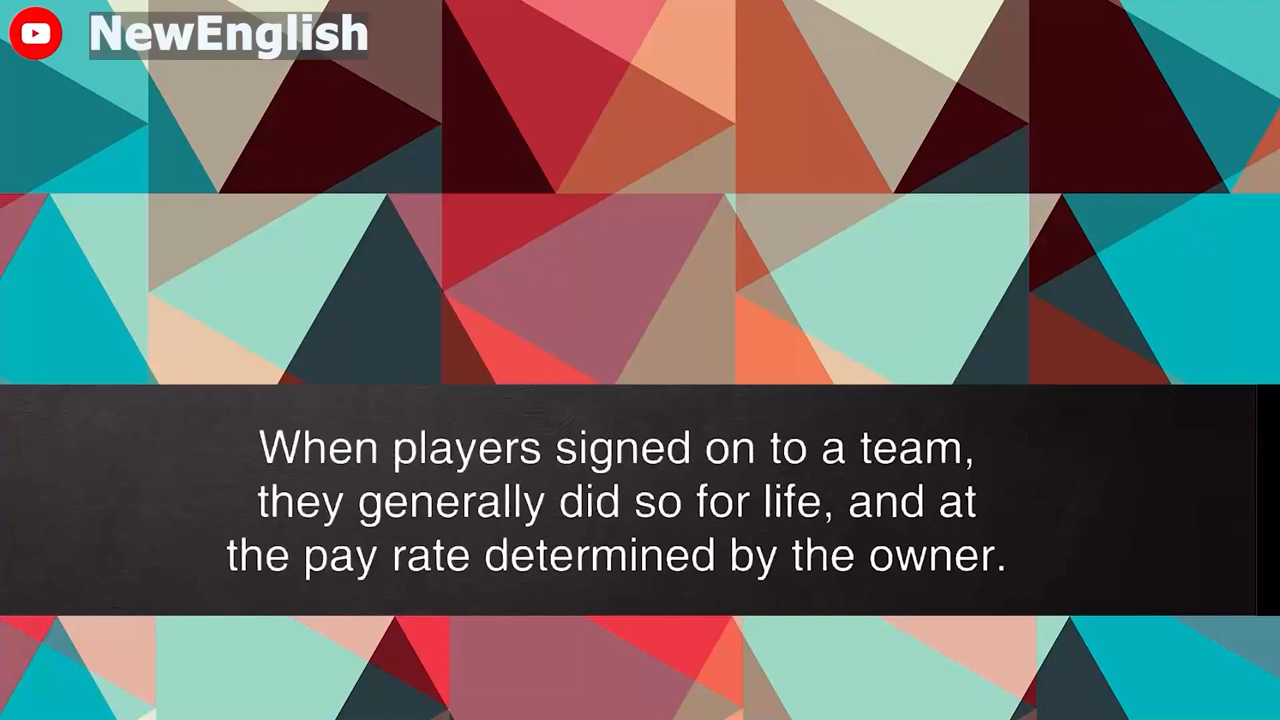 NewEnglish
When players signed on to a team,
they generally did so for life, and at
the pay rate determined by the owner.